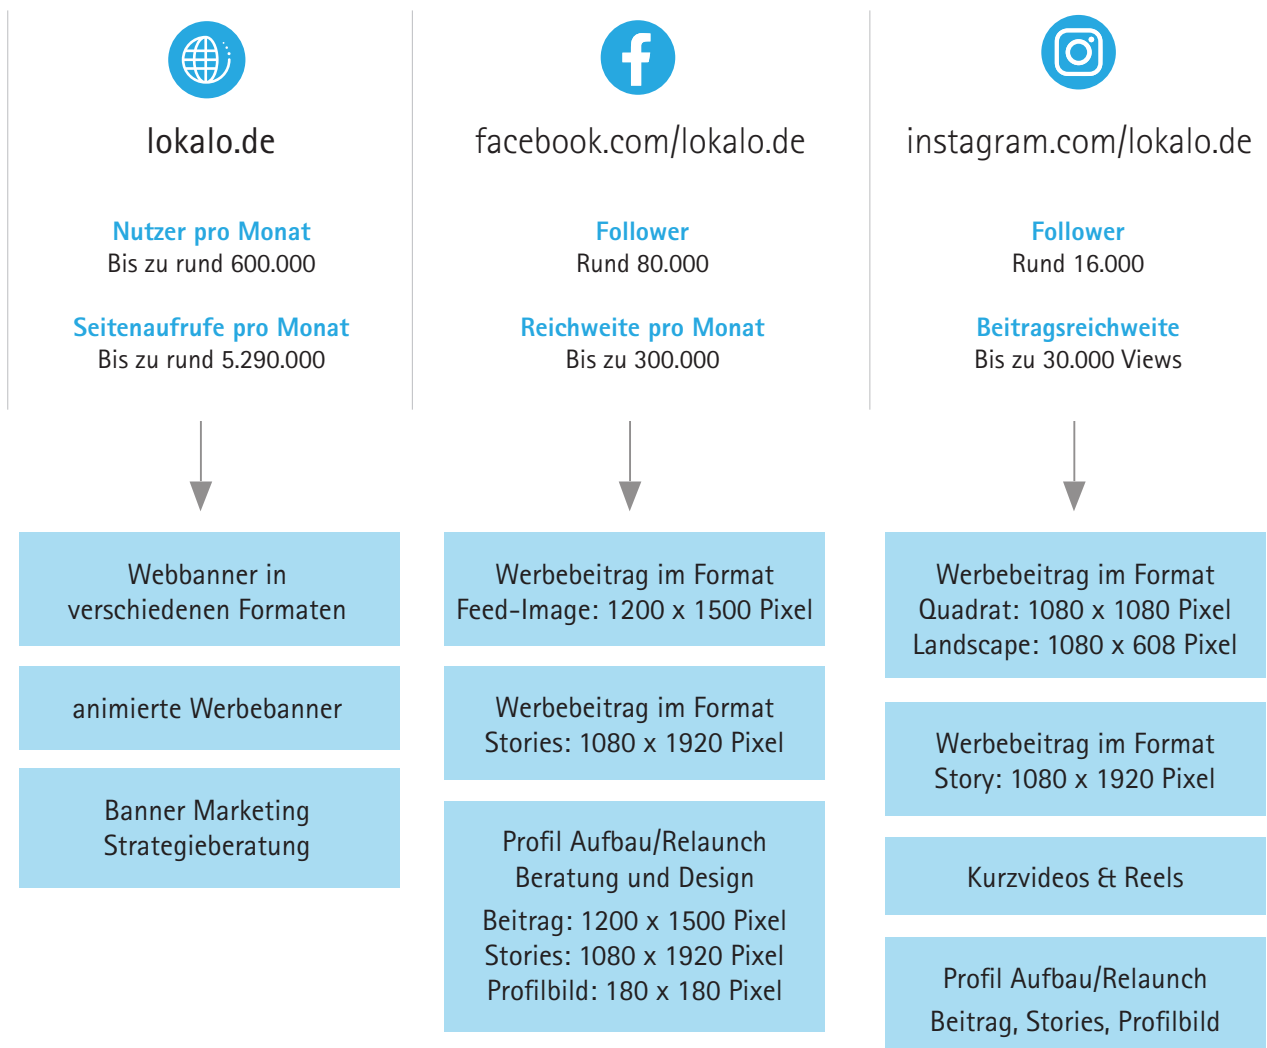 lokalo.de
Nutzer pro Monat
Bis zu rund 600.000
Seitenaufrufe pro Monat
Bis zu rund 5.290.000
Webbanner in
verschiedenen Formaten
animierte Werbebanner
Banner Marketing
Strategieberatung
facebook.com/lokalo.de
Follower
Rund 80.000
Reichweite pro Monat
Bis zu 300.000
Werbebeitrag im Format
Feed-Image: 1200 x 1500 Pixel
Werbebeitrag im Format
Stories: 1080 x 1920 Pixel
Profil Aufbau/Relaunch
Beratung und Design
Beitrag: 1200 x 1500 Pixel
Stories: 1080 x 1920 Pixel
Profilbild: 180 x 180 Pixel
instagram.com/lokalo.de
Follower
Rund 16.000
Beitragsreichweite
Bis zu 30.000 Views
Werbebeitrag im Format
Quadrat: 1080 x 1080 Pixel
Landscape: 1080 x 608 Pixel
Werbebeitrag im Format
Story: 1080 x 1920 Pixel
Kurzvideos & Reels
Profil Aufbau/Relaunch
Beitrag, Stories, Profilbild